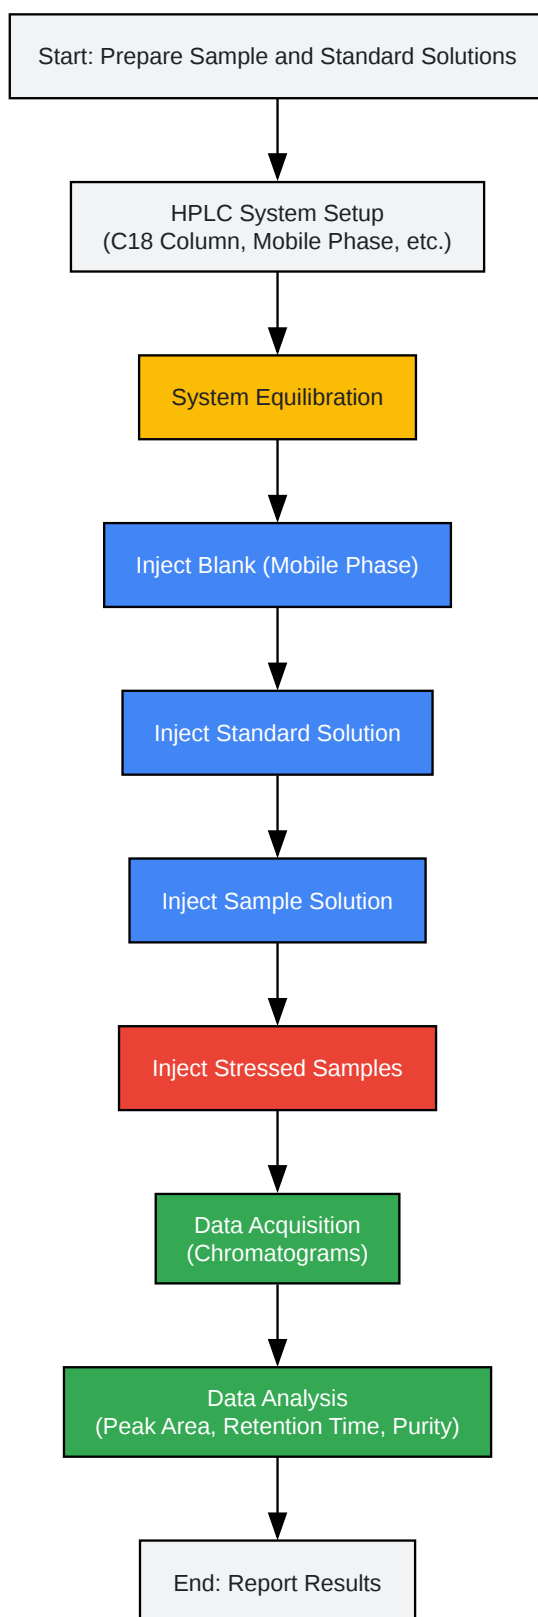 Start: Prepare Sample and Standard Solutions
HPLC System Setup
(C18 Column, Mobile Phase, etc.)
System Equilibration
Inject Blank (Mobile Phase)
Inject Standard Solution
Inject Sample Solution
Inject Stressed Samples
Data Acquisition
(Chromatograms)
Data Analysis
(Peak Area, Retention Time, Purity)
End: Report Results